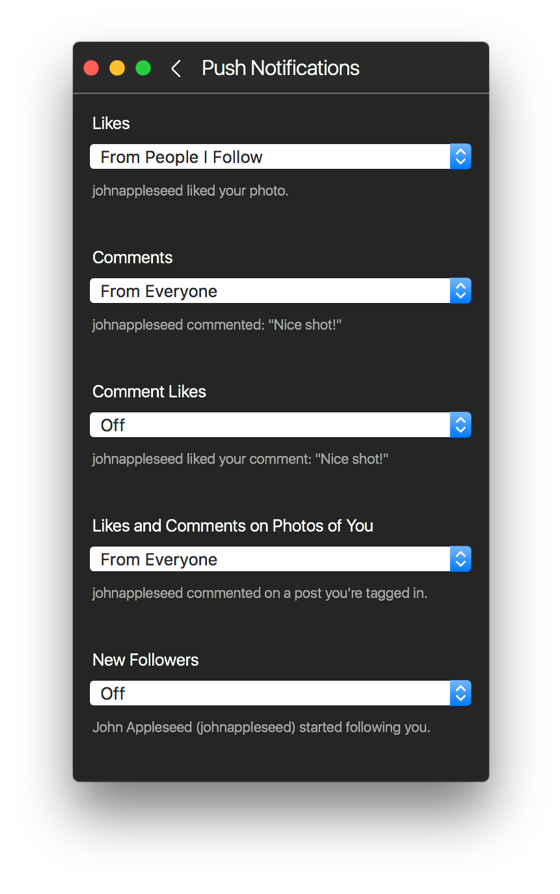 Push Notifications
Likes
From People I Follow
johnappleseed liked your photo.
Comments
From Everyone
johnappleseed commented: "Nice shot!"
Comment Likes
Off
johnappleseed liked your comment: "Nice shot!"
Likes and Comments on Photos of You
From Everyone
johnappleseed commented on a post you're tagged in.
New Followers
Off
John Appleseed (johnappleseed) started following you.